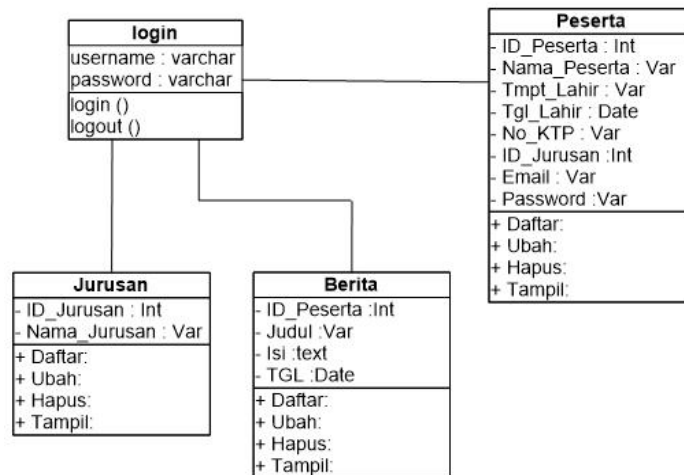 login
username : varchar
password : varchar
login ()
logout ()
Peserta
- ID_Peserta : Int
- Nama_Peserta : Var
- Tmpt_Lahir : Var
- Tgl_Lahir : Date
- No_KTP : Var
- ID_Jurusan :Int
- Email : Var
- Password :Var
+ Daftar:
+ Ubah:
+ Hapus:
+ Tampil:
Jurusan
- ID_Jurusan : Int
- Nama_Jurusan : Var
+ Daftar:
+ Ubah:
+ Hapus:
+ Tampil:
Berita
- ID_Peserta :Int
- Judul :Var
- Isi :text
- TGL :Date
+ Daftar:
+ Ubah:
+ Hapus:
+ Tampil: